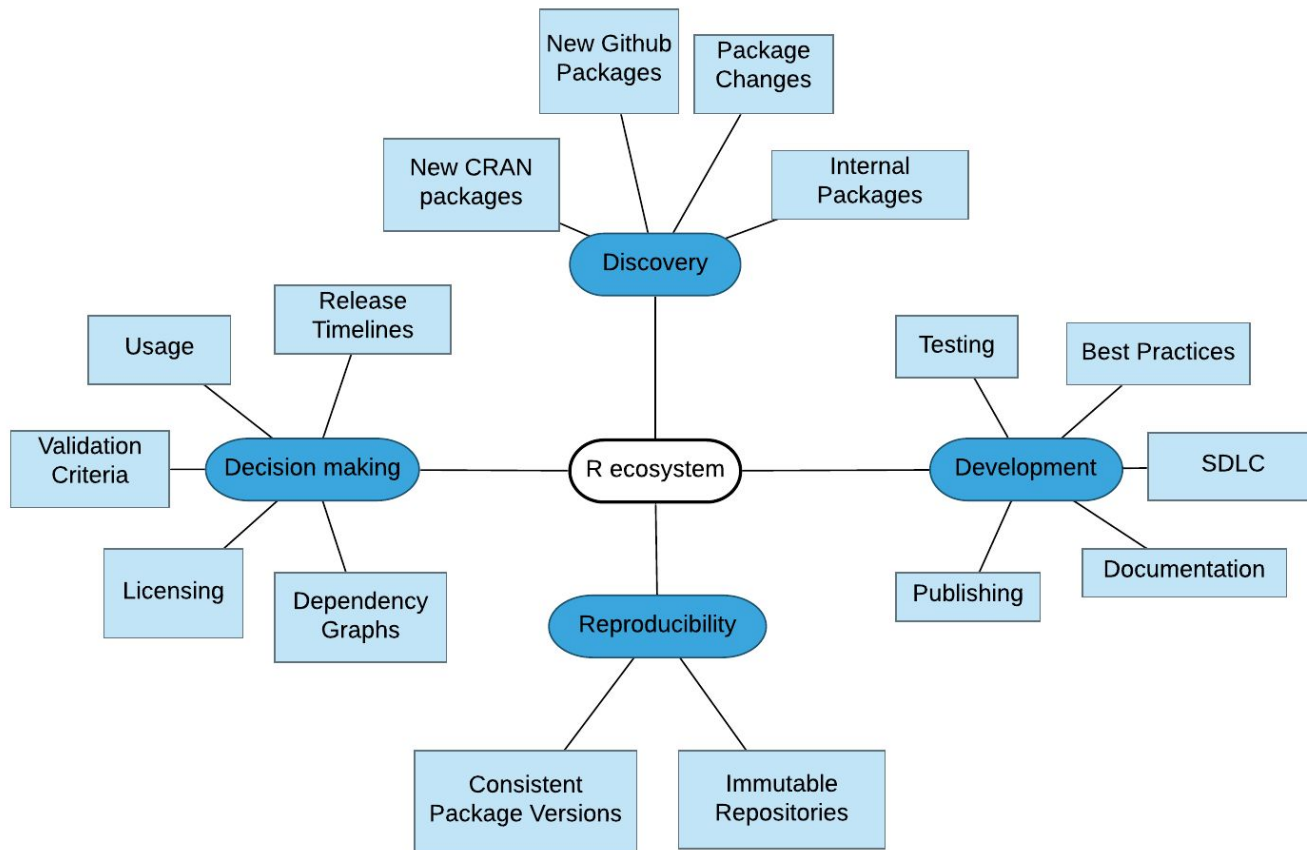 New Github
Packages
Package
Changes
New CRAN
packages
Internal
Packages
Discovery
Release
Timelines
Usage
Testing
Best Practices
Validation
Criteria
Decision making
R ecosystem
Development
SDLC
Licensing
Dependency
Graphs
Reproducibility
Publishing
Documentation
Consistent
Package Versions
Immutable
Repositories